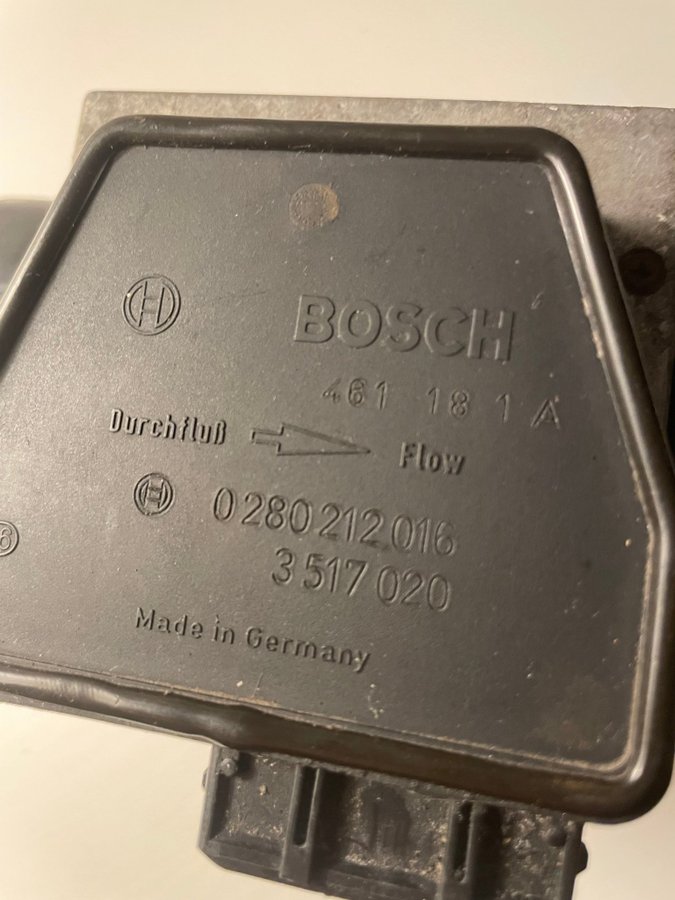 BOSCH
461 18 1 A
Durchfluß Flow
0 280 212 016
3 517 020
Made in Germany